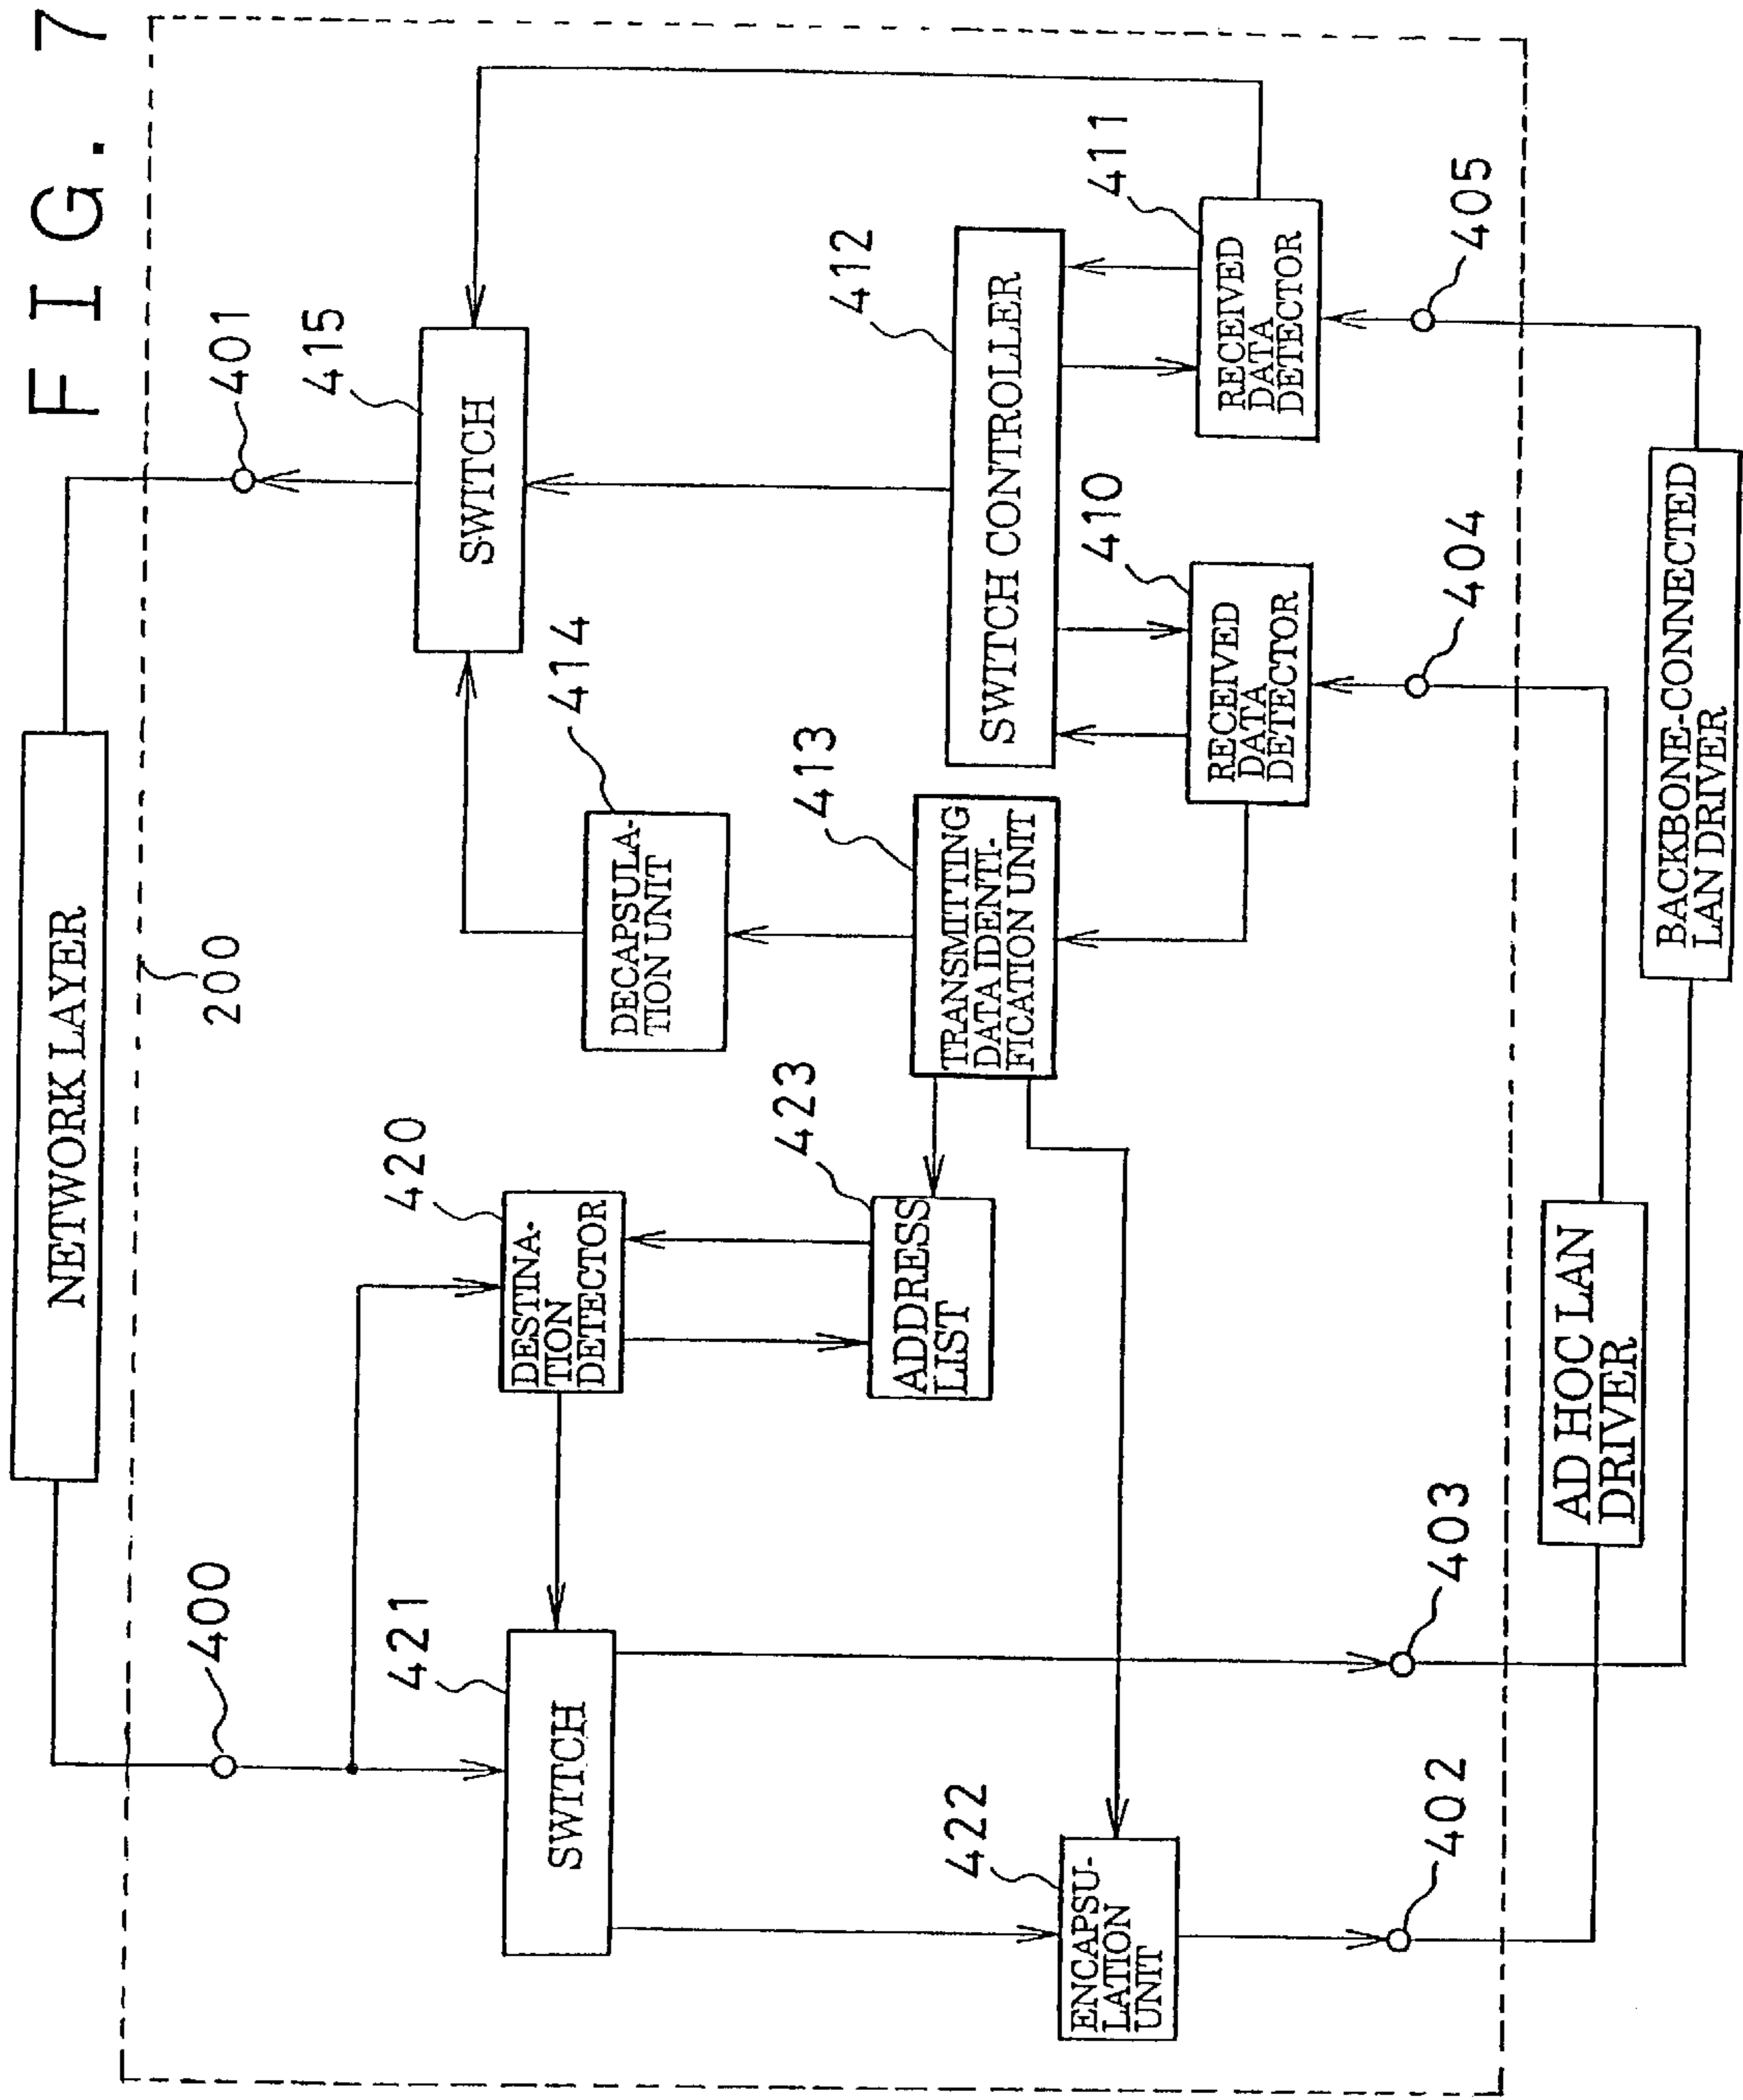 FIG. 7
NETWORK LAYER
200
400
401
415
SWITCH
420
DESTINA-
TION
DETECTOR
421
SWITCH
414
DECAPSULA-
TION UNIT
423
ADDRESS
LIST
413
TRANSMITTING
DATA IDENTI-
FICATION UNIT
412
SWITCH CONTROLLER
422
ENCAPSU-
LATION
UNIT
410
RECEIVED
DATA
DETECTOR
411
RECEIVED
DATA
DETECTOR
402
403
404
405
AD HOC LAN
DRIVER
BACKBONE-CONNECTED
LAN DRIVER